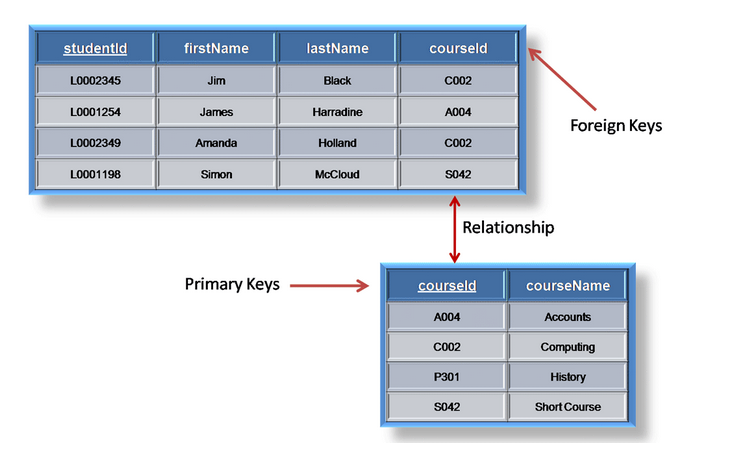 studentId firstName lastName courseId
L0002345 Jim Black C002
L0001254 James Harradine A004
L0002349 Amanda Holland C002
L0001198 Simon McCloud S042
Foreign Keys
Relationship
Primary Keys
courseId courseName
A004 Accounts
C002 Computing
P301 History
S042 Short Course